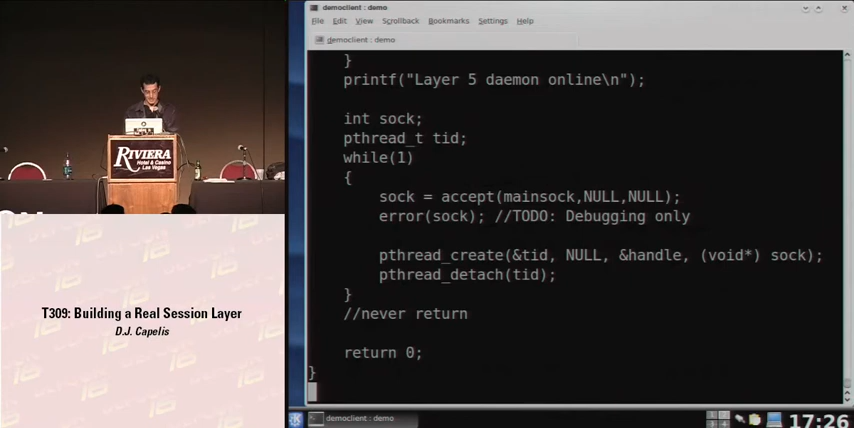 RIVIERA
Hotel & Casino
Las Vegas
T309: Building a Real Session Layer
D.J. Capelis
democlient : demo
File Edit View Scrollback Bookmarks Settings Help
democlient : demo
}
printf("Layer 5 daemon online\n");
int sock;
pthread_t tid;
while(1)
{
sock = accept(mainsock,NULL,NULL);
error(sock); //TODO: Debugging only
pthread_create(&tid, NULL, &handle, (void*) sock);
pthread_detach(tid);
}
//never return
return 0;
}
democlient : demo
17:26